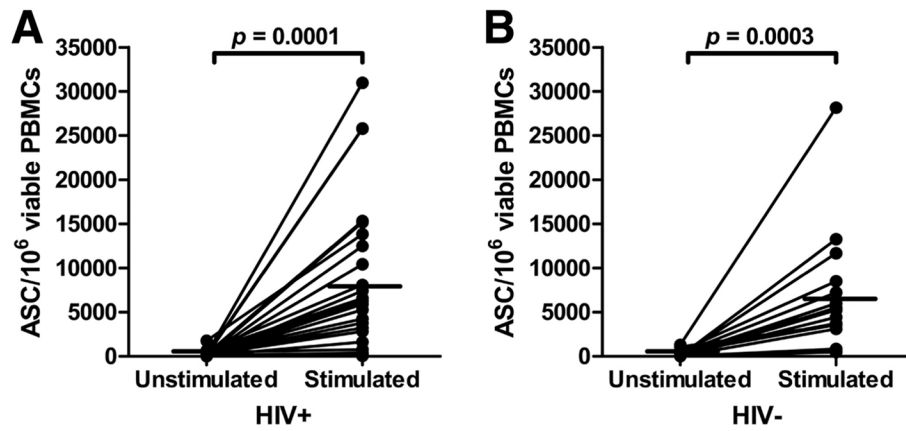 A
p = 0.0001
ASC/10⁶ viable PBMCs
35000
30000
25000
20000
15000
10000
5000
0
Unstimulated Stimulated
HIV+
B
p = 0.0003
ASC/10⁶ viable PBMCs
35000
30000
25000
20000
15000
10000
5000
0
Unstimulated Stimulated
HIV-